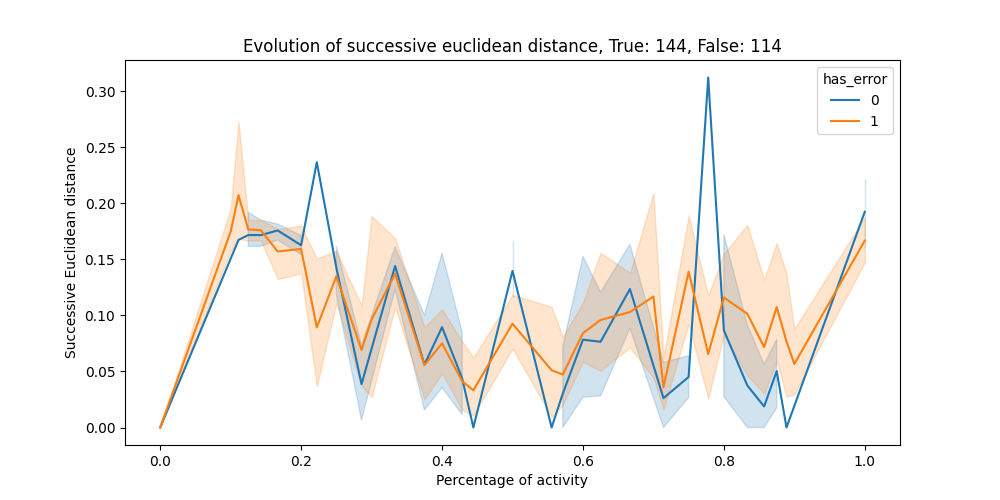 Evolution of successive euclidean distance, True: 144, False: 114
has_error
0
1
Successive Euclidean distance
0.30
0.25
0.20
0.15
0.10
0.05
0.00
0.0 0.2 0.4 0.6 0.8 1.0
Percentage of activity